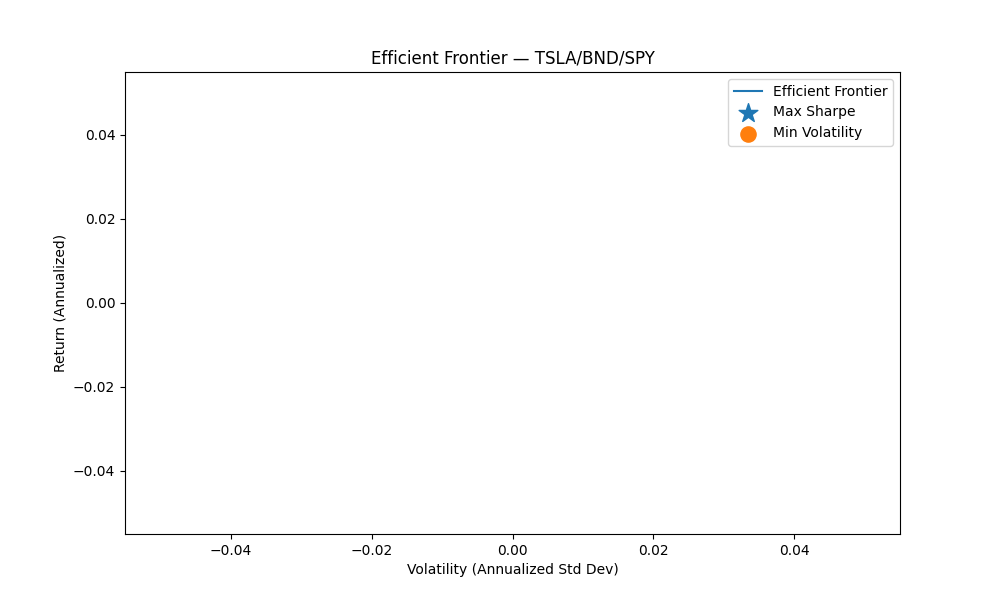 Efficient Frontier — TSLA/BND/SPY
Efficient Frontier
Max Sharpe
Min Volatility
0.04
0.02
0.00
−0.02
−0.04
Return (Annualized)
−0.04
−0.02
0.00
0.02
0.04
Volatility (Annualized Std Dev)